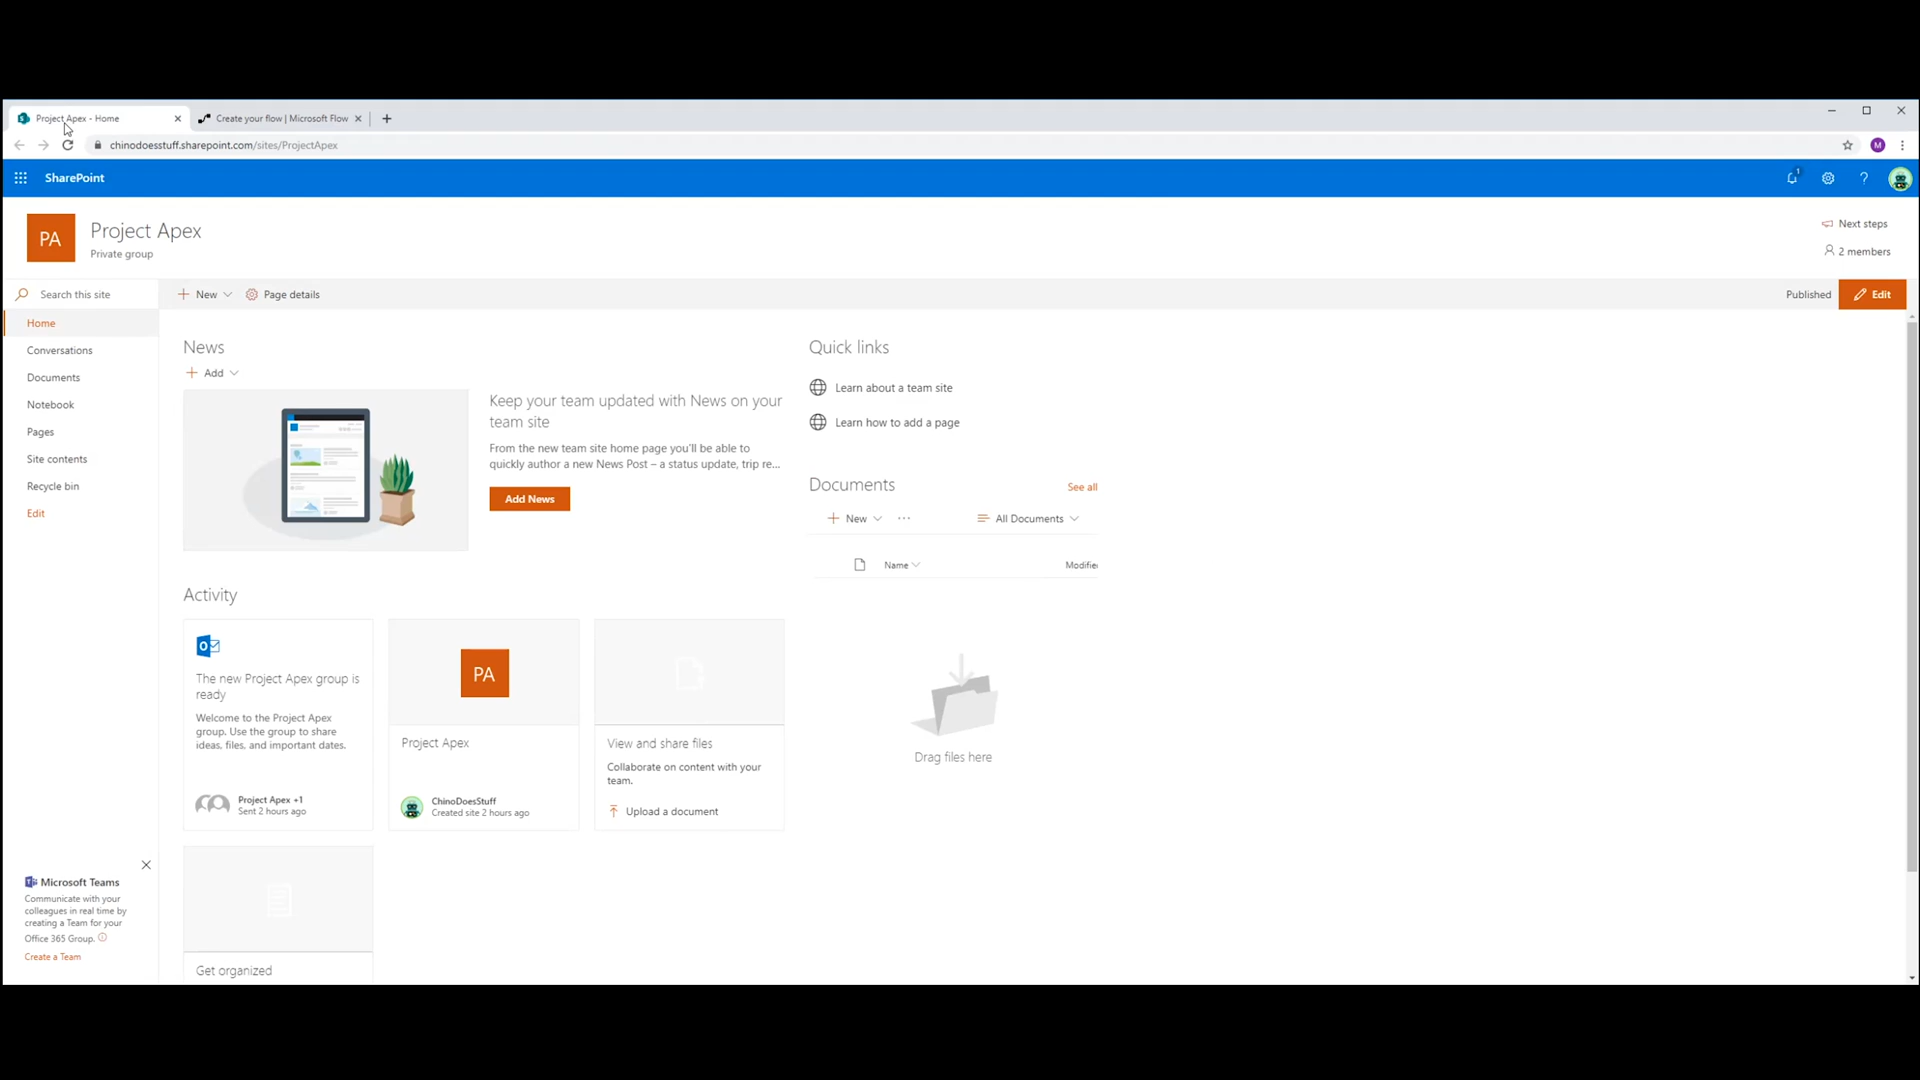 Project Apex - Home
Create your flow | Microsoft Flow
chinodoesstuff.sharepoint.com/sites/ProjectApex
M
SharePoint
1
PA
Project Apex
Private group
Next steps
2 members
Search this site
New
Page details
Published
Edit
Home
Conversations
Documents
Notebook
Pages
Site contents
Recycle bin
Edit
News
Add
Keep your team updated with News on your
team site
From the new team site home page you'll be able to
quickly author a new News Post – a status update, trip re...
Add News
Quick links
Learn about a team site
Learn how to add a page
Documents
See all
New
All Documents
Name
Modified
Drag files here
Activity
The new Project Apex group is
ready
Welcome to the Project Apex
group. Use the group to share
ideas, files, and important dates.
Project Apex +1
Sent 2 hours ago
PA
Project Apex
ChinoDoesStuff
Created site 2 hours ago
View and share files
Collaborate on content with your
team.
Upload a document
Get organized
Microsoft Teams
Communicate with your
colleagues in real time by
creating a Team for your
Office 365 Group.
Create a Team